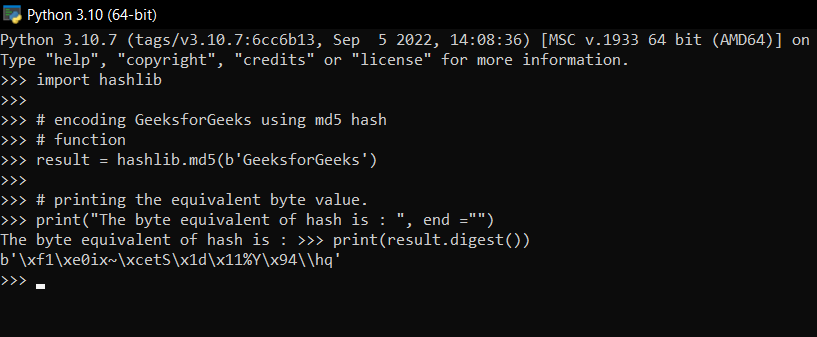 Python 3.10 (64-bit)
Python 3.10.7 (tags/v3.10.7:6cc6b13, Sep  5 2022, 14:08:36) [MSC v.1933 64 bit (AMD64)] on
Type "help", "copyright", "credits" or "license" for more information.
>>> import hashlib
>>>
>>> # encoding GeeksforGeeks using md5 hash
>>> # function
>>> result = hashlib.md5(b'GeeksforGeeks')
>>>
>>> # printing the equivalent byte value.
>>> print("The byte equivalent of hash is : ", end ="")
The byte equivalent of hash is : >>> print(result.digest())
b'\xf1\xe0ix~\xcetS\x1d\x11%Y\x94\\hq'
>>>